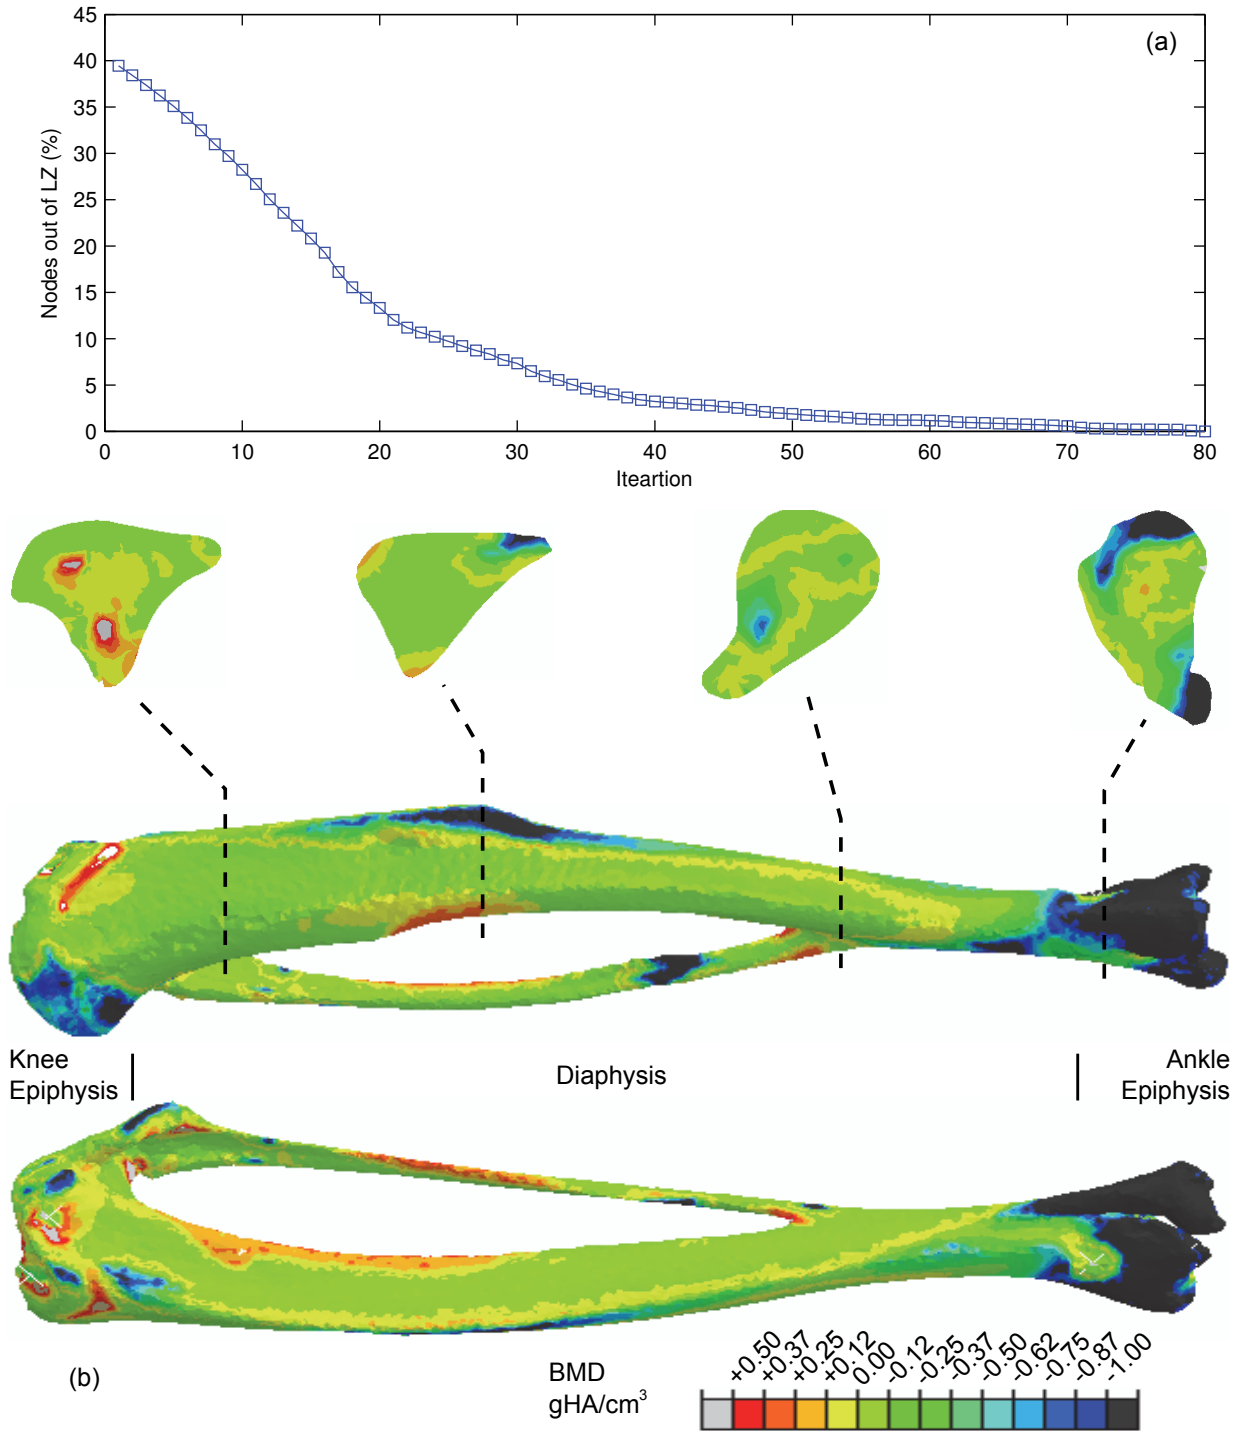 (a)
45
40
35
30
25
20
15
10
5
0
Nodes out of LZ (%)
0 10 20 30 40 50 60 70 80
Iteartion
Knee
Epiphysis
Diaphysis
Ankle
Epiphysis
(b)
BMD
gHA/cm³
+0.50 +0.37 +0.25 +0.12 0.00 -0.12 -0.25 -0.37 -0.50 -0.62 -0.75 -0.87 -1.00